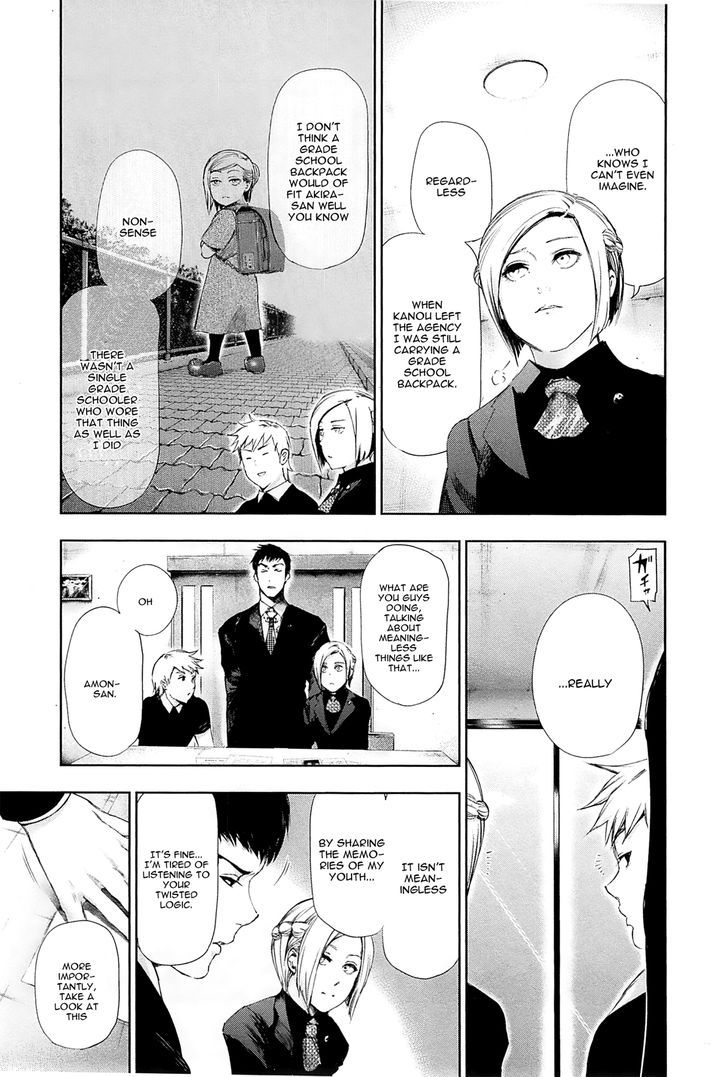 ...WHO
KNOWS I
CAN'T EVEN
IMAGINE.
REGARD-
LESS
WHEN
KANOU LEFT
THE AGENCY
I WAS STILL
CARRYING A
GRADE
SCHOOL
BACKPACK.
I DON'T
THINK A
GRADE
SCHOOL
BACKPACK
WOULD OF
FIT AKIRA-
SAN WELL
YOU KNOW
NON-
SENSE
THERE
WASN'T A
SINGLE
GRADE
SCHOOLER
WHO WORE
THAT THING
AS WELL AS
I DID
ガチャ
...REALLY
WHAT ARE
YOU GUYS
DOING,
TALKING
ABOUT
MEANING-
LESS
THINGS LIKE
THAT...
OH
AMON-
SAN.
IT ISN'T
MEAN-
INGLESS
BY SHARING
THE MEMO-
RIES OF MY
YOUTH...
IT'S FINE...
I'M TIRED OF
LISTENING TO
YOUR
TWISTED
LOGIC.
MORE
IMPOR-
TANTLY,
TAKE A
LOOK AT
THIS